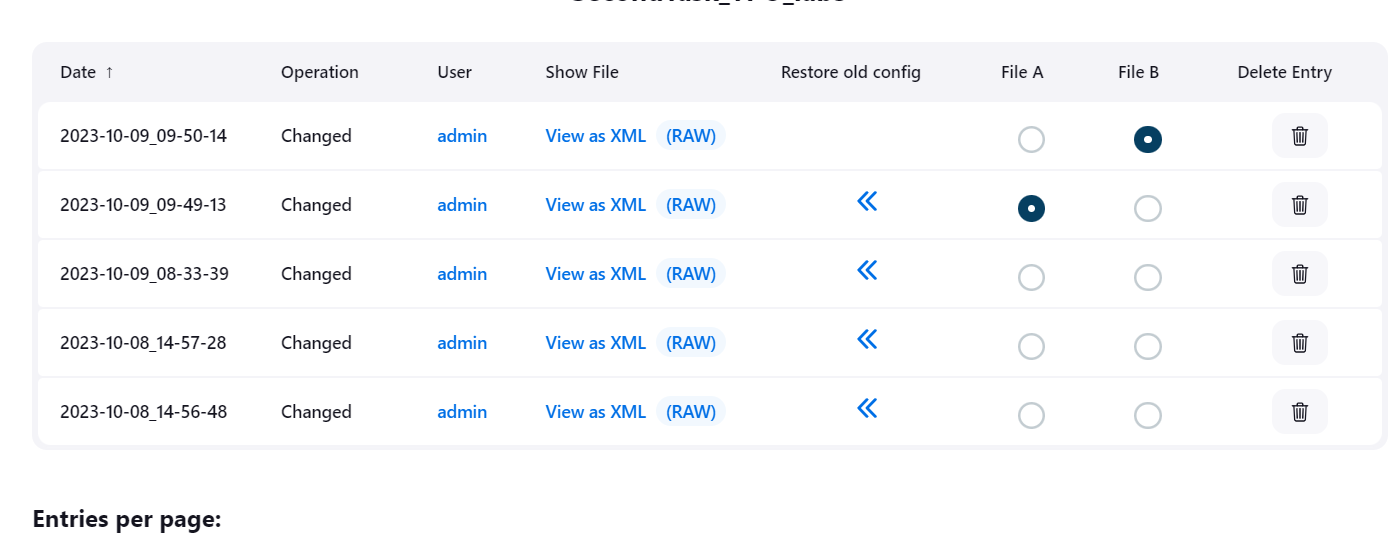 Date ↑ Operation User Show File Restore old config File A File B Delete Entry
2023-10-09_09-50-14 Changed admin View as XML (RAW)
2023-10-09_09-49-13 Changed admin View as XML (RAW)
2023-10-09_08-33-39 Changed admin View as XML (RAW)
2023-10-08_14-57-28 Changed admin View as XML (RAW)
2023-10-08_14-56-48 Changed admin View as XML (RAW)
Entries per page: